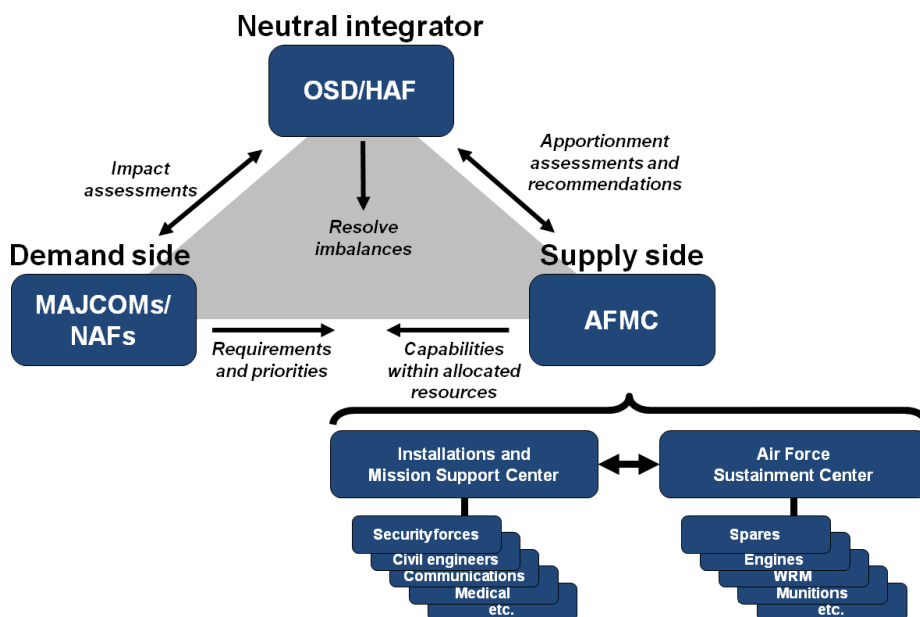 Neutral integrator
OSD/HAF
Impact
assessments
Apportionment
assessments and
recommendations
Resolve
imbalances
Demand side
MAJCOMs/
NAFs
Supply side
AFMC
Requirements
and priorities
Capabilities
within allocated
resources
Installations and
Mission Support Center
Air Force
Sustainment Center
Securityforces
Civil engineers
Communications
Medical
etc.
Spares
Engines
WRM
Munitions
etc.